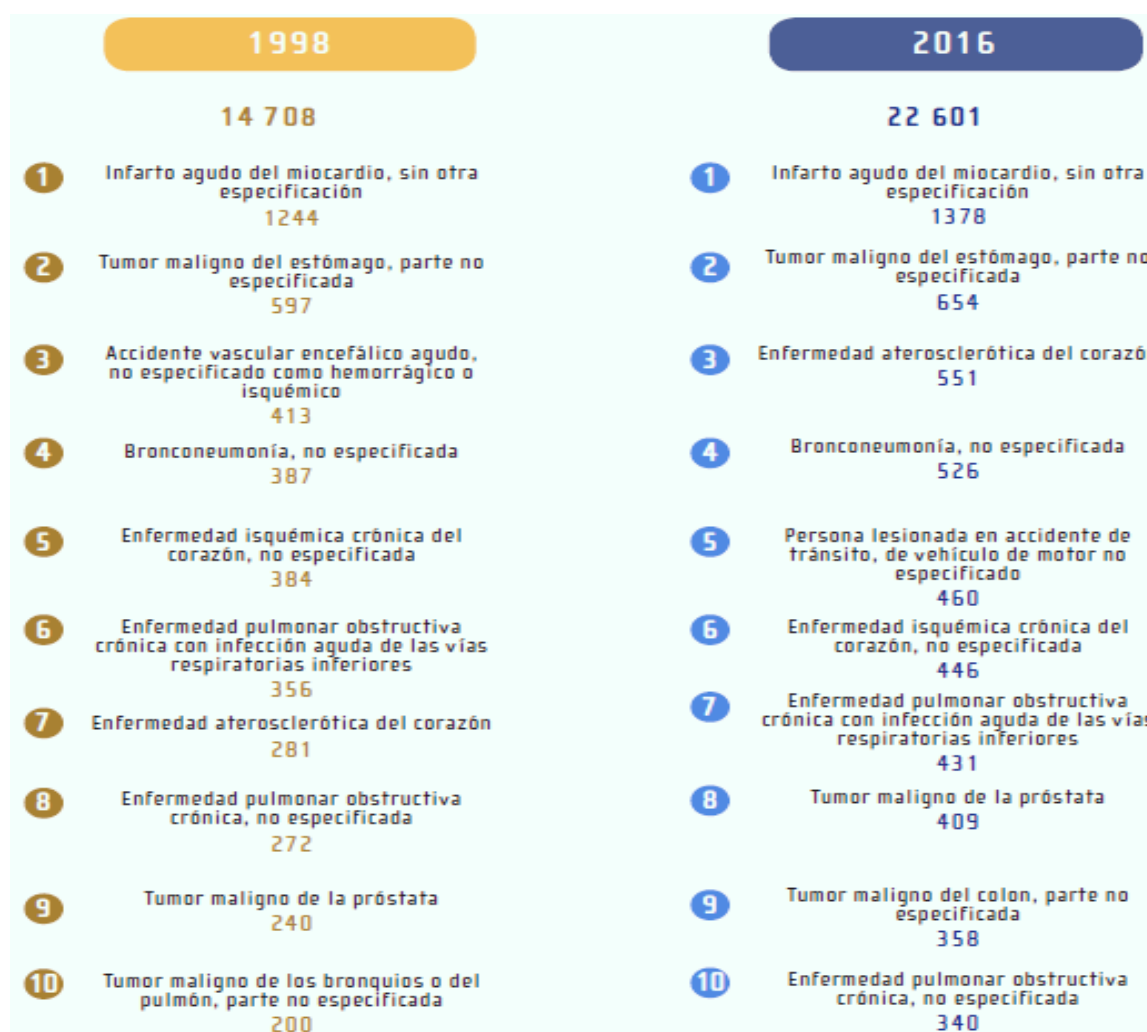 1998
14 708
1
Infarto agudo del miocardio, sin otra
especificación
1244
2
Tumor maligno del estómago, parte no
especificada
597
3
Accidente vascular encefálico agudo,
no especificado como hemorrágico o
isquémico
413
4
Bronconeumonía, no especificada
387
5
Enfermedad isquémica crónica del
corazón, no especificada
384
6
Enfermedad pulmonar obstructiva
crónica con infección aguda de las vías
respiratorias inferiores
356
7
Enfermedad aterosclerótica del corazón
281
8
Enfermedad pulmonar obstructiva
crónica, no especificada
272
9
Tumor maligno de la próstata
240
10
Tumor maligno de los bronquios o del
pulmón, parte no especificada
200
2016
22 601
1
Infarto agudo del miocardio, sin otra
especificación
1378
2
Tumor maligno del estómago, parte no
especificada
654
3
Enfermedad aterosclerótica del corazó
551
4
Bronconeumonía, no especificada
526
5
Persona lesionada en accidente de
tránsito, de vehículo de motor no
especificado
460
6
Enfermedad isquémica crónica del
corazón, no especificada
446
7
Enfermedad pulmonar obstructiva
crónica con infección aguda de las vías
respiratorias inferiores
431
8
Tumor maligno de la próstata
409
9
Tumor maligno del colon, parte no
especificada
358
10
Enfermedad pulmonar obstructiva
crónica, no especificada
340